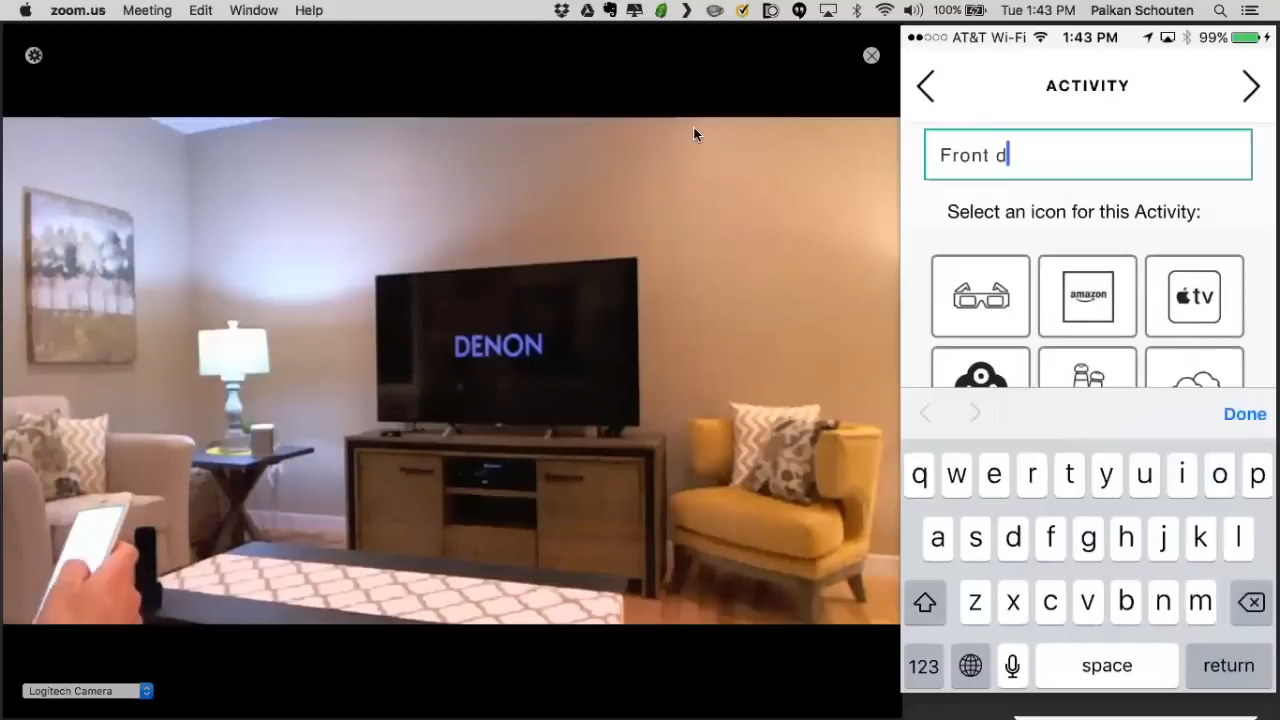 zoom.us Meeting Edit Window Help 100% Tue 1:43 PM Paikan Schouten
AT&T Wi-Fi 1:43 PM 99%
ACTIVITY
Front d
Select an icon for this Activity:
amazon
tv
DENON
Done
q w e r t y u i o p
a s d f g h j k l
z x c v b n m
123 space return
Logitech Camera